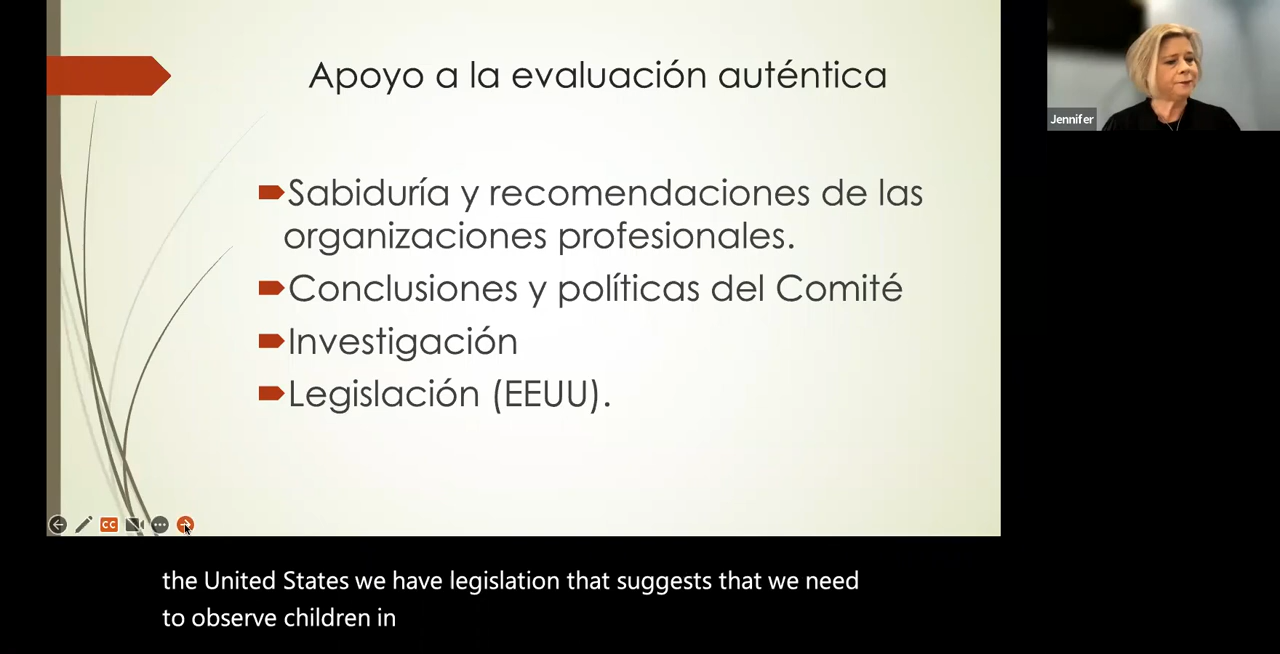 Apoyo a la evaluación auténtica
Sabiduría y recomendaciones de las
organizaciones profesionales.
Conclusiones y políticas del Comité
Investigación
Legislación (EEUU).
Jennifer
CC
the United States we have legislation that suggests that we need
to observe children in